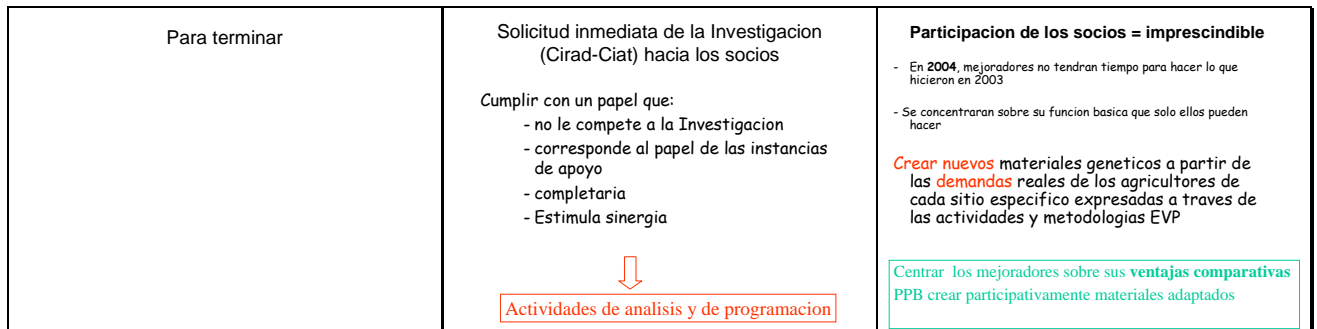 Para terminar
Solicitud inmediata de la Investigacion
(Cirad-Ciat) hacia los socios
Cumplir con un papel que:
- no le compete a la Investigacion
- corresponde al papel de las instancias
de apoyo
- completaria
- Estimula sinergia
Actividades de analisis y de programacion
Participacion de los socios = imprescindible
- En 2004, mejoradores no tendran tiempo para hacer lo que
hicieron en 2003
- Se concentraran sobre su funcion basica que solo ellos pueden
hacer
Crear nuevos materiales geneticos a partir de
las demandas reales de los agricultores de
cada sitio especifico expresadas a traves de
las actividades y metodologias EVP
Centrar los mejoradores sobre sus ventajas comparativas
PPB crear participativamente materiales adaptados